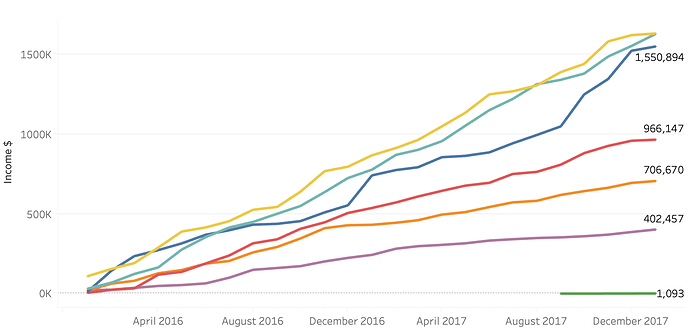 Income $
1500K
1000K
500K
0K
1,550,894
966,147
706,670
402,457
1,093
April 2016 August 2016 December 2016 April 2017 August 2017 December 2017